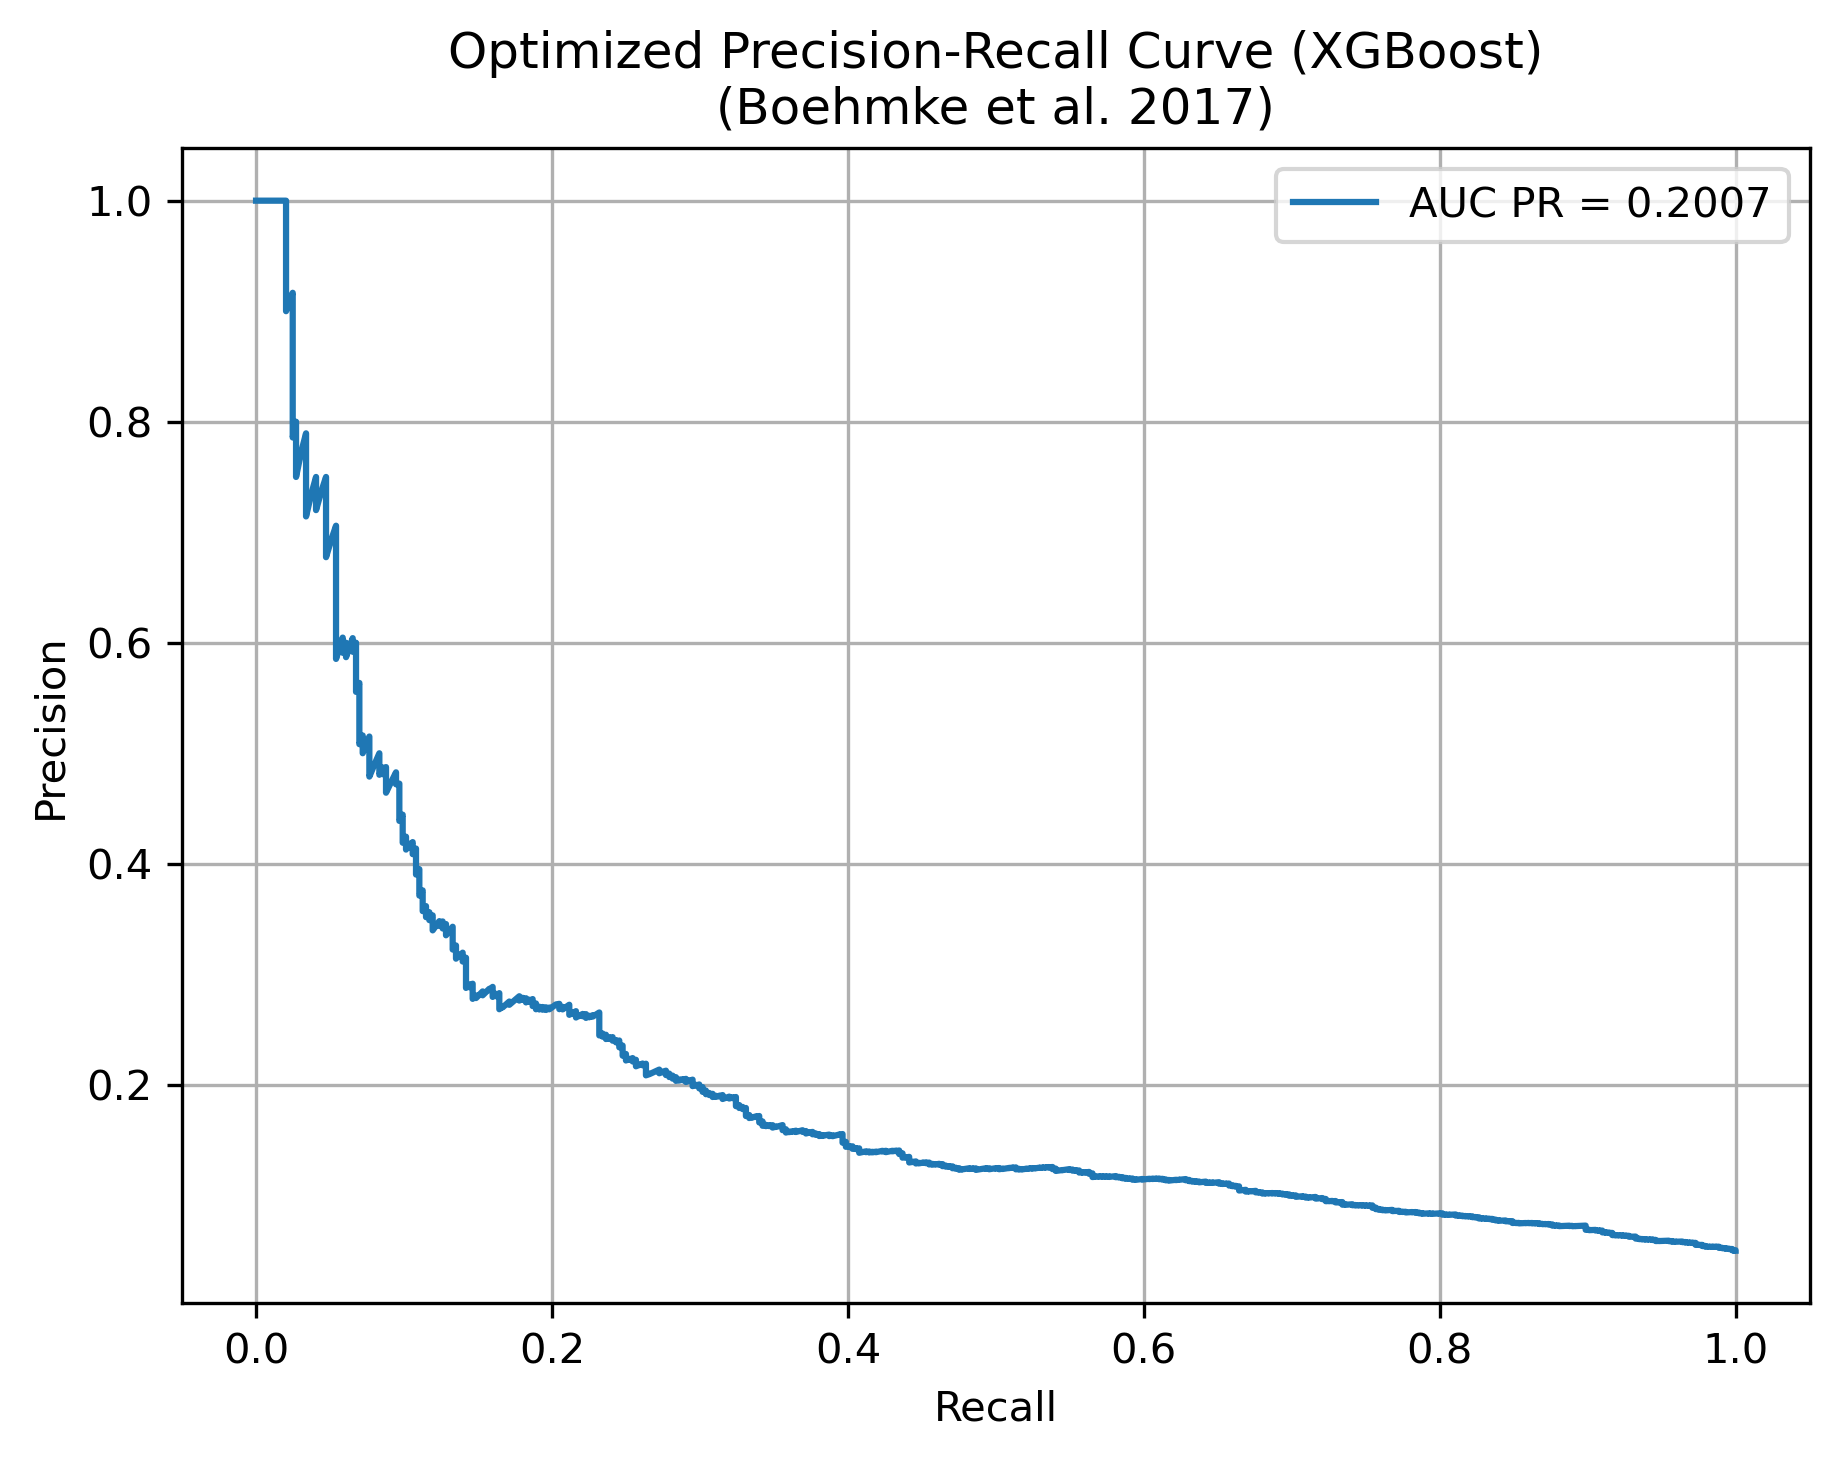 Optimized Precision-Recall Curve (XGBoost)
(Boehmke et al. 2017)
AUC PR = 0.2007
1.0
0.8
0.6
0.4
0.2
Precision
0.0 0.2 0.4 0.6 0.8 1.0
Recall